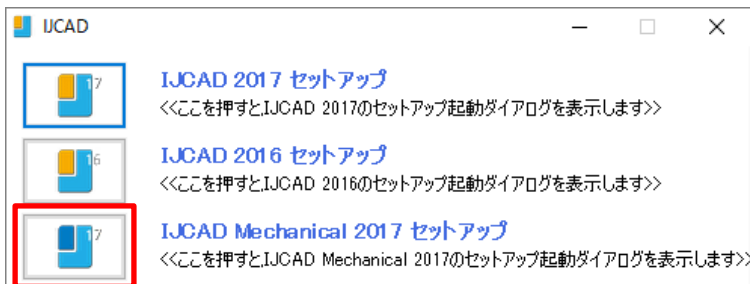 IJCAD
17
IJCAD 2017 セットアップ
<<ここを押すと,IJCAD 2017のセットアップ起動ダイアログを表示します>>
16
IJCAD 2016 セットアップ
<<ここを押すと,IJCAD 2016のセットアップ起動ダイアログを表示します>>
17
IJCAD Mechanical 2017 セットアップ
<<ここを押すと,IJCAD Mechanical 2017のセットアップ起動ダイアログを表示します>>